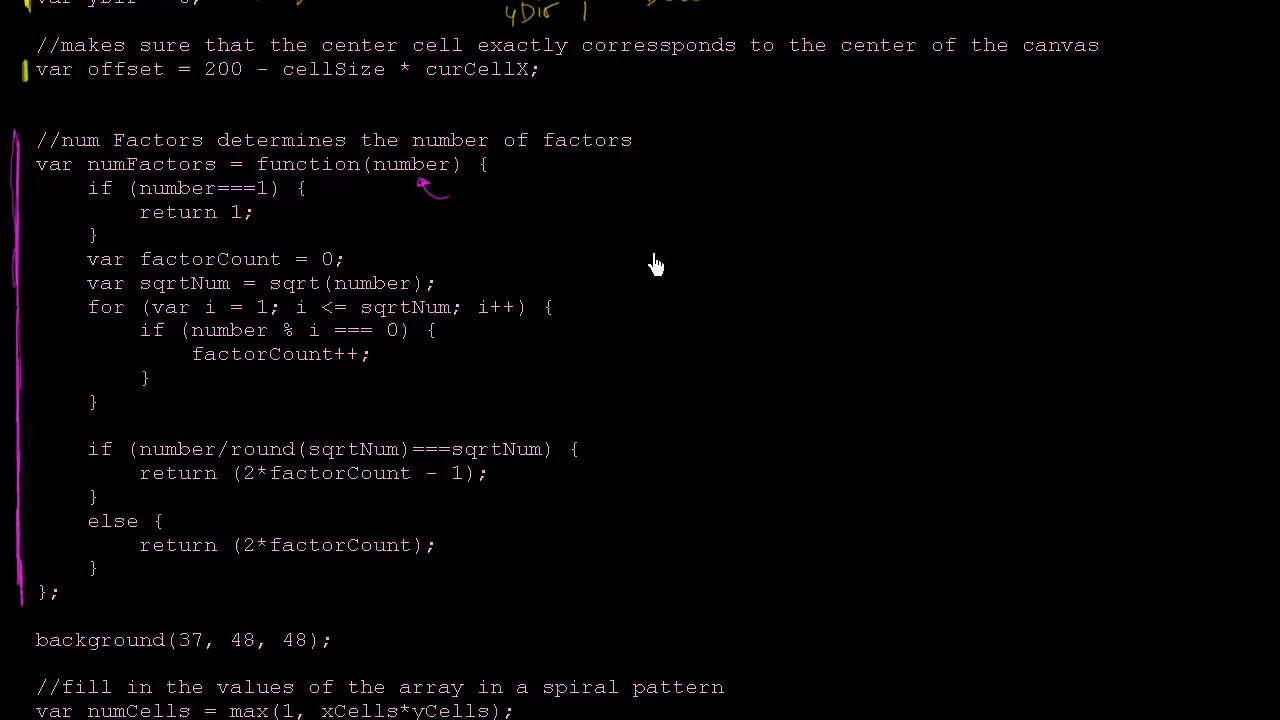 yDir 1
//makes sure that the center cell exactly corressponds to the center of the canvas
var offset = 200 - cellSize * curCellX;
//num Factors determines the number of factors
var numFactors = function(number) {
if (number===1) {
return 1;
}
var factorCount = 0;
var sqrtNum = sqrt(number);
for (var i = 1; i <= sqrtNum; i++) {
if (number % i === 0) {
factorCount++;
}
}
if (number/round(sqrtNum)===sqrtNum) {
return (2*factorCount - 1);
}
else {
return (2*factorCount);
}
};
background(37, 48, 48);
//fill in the values of the array in a spiral pattern
var numCells = max(1, xCells*yCells);